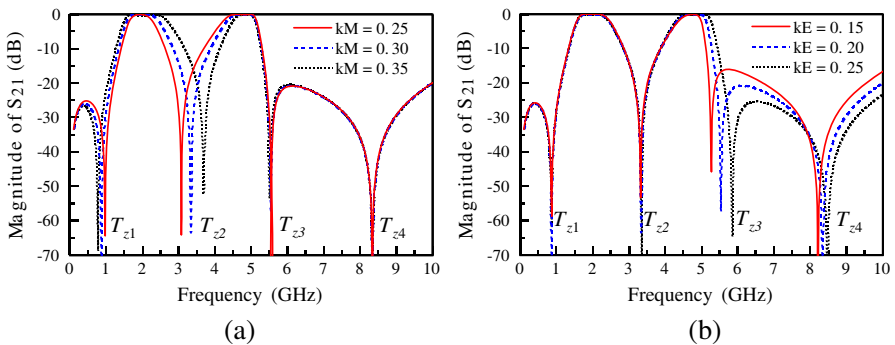 0
-10
-20
-30
-40
-50
-60
-70
Magnitude of S21 (dB)
kM = 0.25
kM = 0.30
kM = 0.35
Tz1
Tz2
Tz3
Tz4
0 1 2 3 4 5 6 7 8 9 10
Frequency (GHz)
(a)
0
-10
-20
-30
-40
-50
-60
-70
Magnitude of S21 (dB)
kE = 0. 15
kE = 0. 20
kE = 0. 25
Tz1
Tz2
Tz3
Tz4
0 1 2 3 4 5 6 7 8 9 10
Frequency (GHz)
(b)